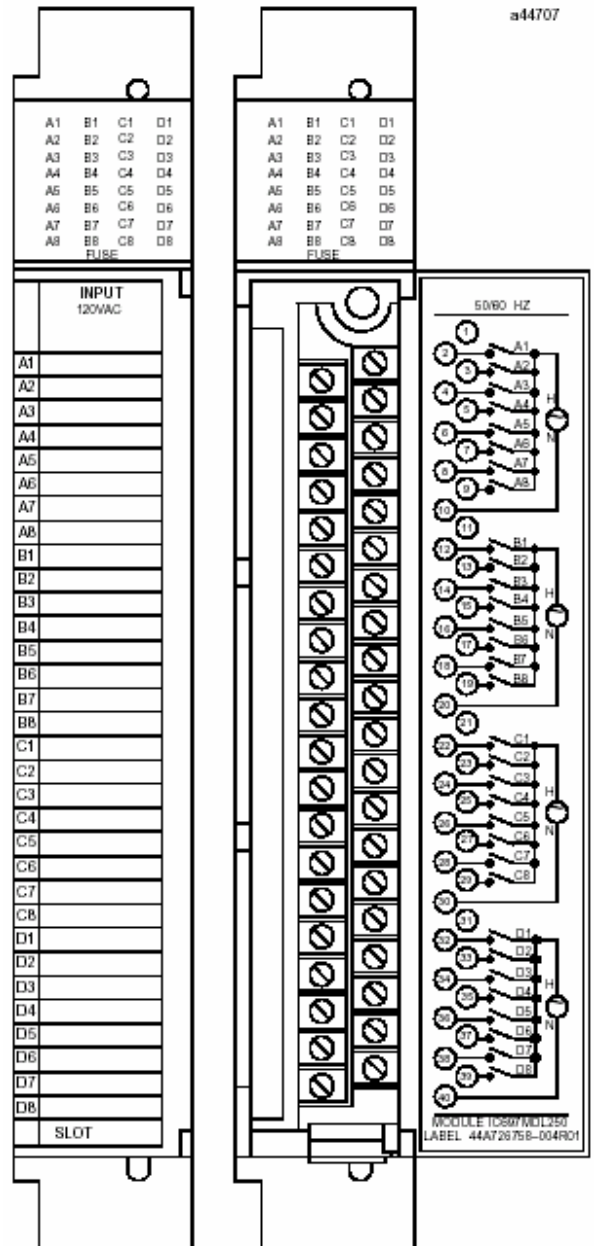 a44707
A1 B1 C1 D1
A2 B2 C2 D2
A3 B3 C3 D3
A4 B4 C4 D4
A5 B5 C5 D5
A6 B6 C6 D6
A7 B7 C7 D7
A8 B8 C8 D8
FUSE
A1 B1 C1 D1
A2 B2 C2 D2
A3 B3 C3 D3
A4 B4 C4 D4
A5 B5 C5 D5
A6 B6 C6 D6
A7 B7 C7 D7
A8 B8 C8 D8
FUSE
INPUT
120VAC
A1
A2
A3
A4
A5
A6
A7
A8
B1
B2
B3
B4
B5
B6
B7
B8
C1
C2
C3
C4
C5
C6
C7
C8
D1
D2
D3
D4
D5
D6
D7
D8
SLOT
50/60 HZ
1
2 A1
3 A2
4 A3 H
5 A4
6 A5
7 A6 N
8 A7
9 A8
10
11
12 B1
13 B2
14 B3 H
15 B4
16 B5
17 B6 N
18 B7
19 B8
20
21
22 C1
23 C2
24 C3 H
25 C4
26 C5
27 C6 N
28 C7
29 C8
30
31
32 D1
33 D2
34 D3 H
35 D4
36 D5
37 D6 N
38 D7
39 D8
40
MODULE IC697MDL250
LABEL 44A726758-004R01